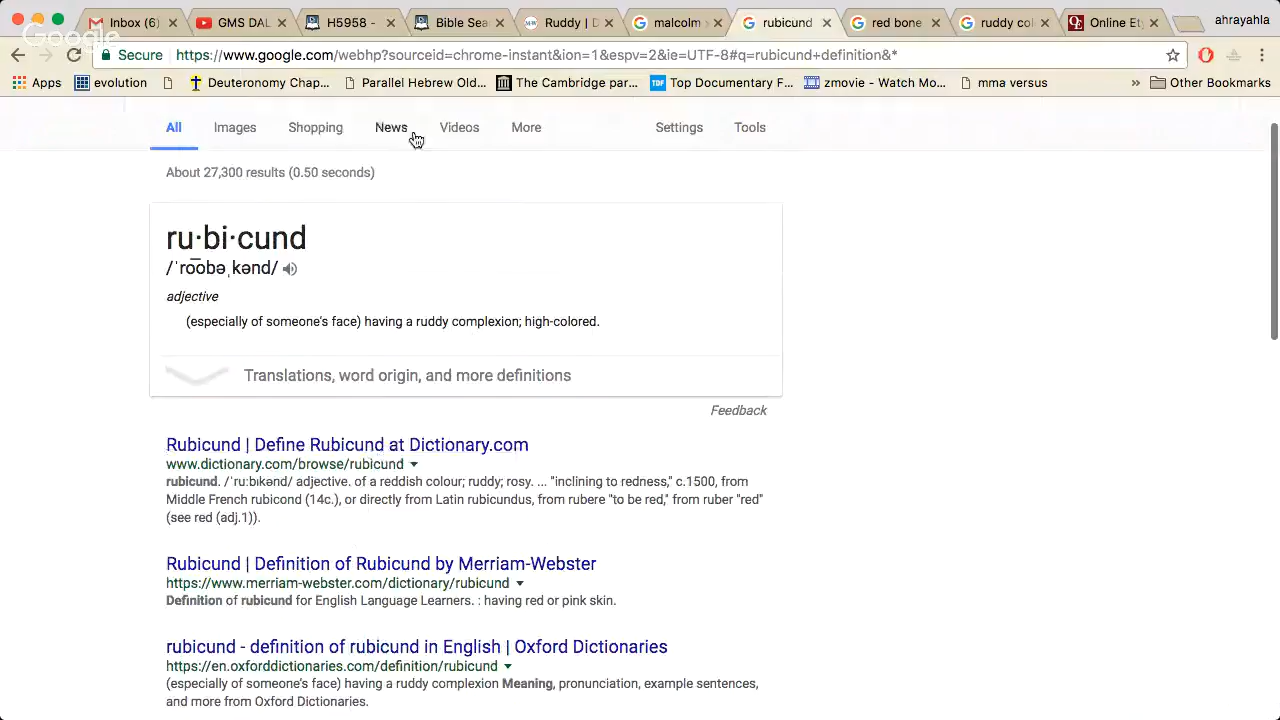 Inbox (6)
GMS DAL
H5958 -
Bible Sea
Ruddy | D
malcolm x
rubicund
red bone
ruddy col
Online Ety
ahrayahla
Google
Secure https://www.google.com/webhp?sourceid=chrome-instant&ion=1&espv=2&ie=UTF-8#q=rubicund+definition&*
Apps evolution Deuteronomy Chap... Parallel Hebrew Old... The Cambridge par... TDF Top Documentary F... zmovie - Watch Mo... mma versus » Other Bookmarks
All Images Shopping News Videos More Settings Tools
About 27,300 results (0.50 seconds)
ru·bi·cund
/ˈro͞obəˌkənd/
adjective
(especially of someone's face) having a ruddy complexion; high-colored.
Translations, word origin, and more definitions
Feedback
Rubicund | Define Rubicund at Dictionary.com
www.dictionary.com/browse/rubicund
rubicund. /ˈruːbɪkənd/ adjective. of a reddish colour; ruddy; rosy. ... "inclining to redness," c.1500, from
Middle French rubicond (14c.), or directly from Latin rubicundus, from rubere "to be red," from ruber "red"
(see red (adj.1)).
Rubicund | Definition of Rubicund by Merriam-Webster
https://www.merriam-webster.com/dictionary/rubicund
Definition of rubicund for English Language Learners. : having red or pink skin.
rubicund - definition of rubicund in English | Oxford Dictionaries
https://en.oxforddictionaries.com/definition/rubicund
(especially of someone's face) having a ruddy complexion Meaning, pronunciation, example sentences,
and more from Oxford Dictionaries.